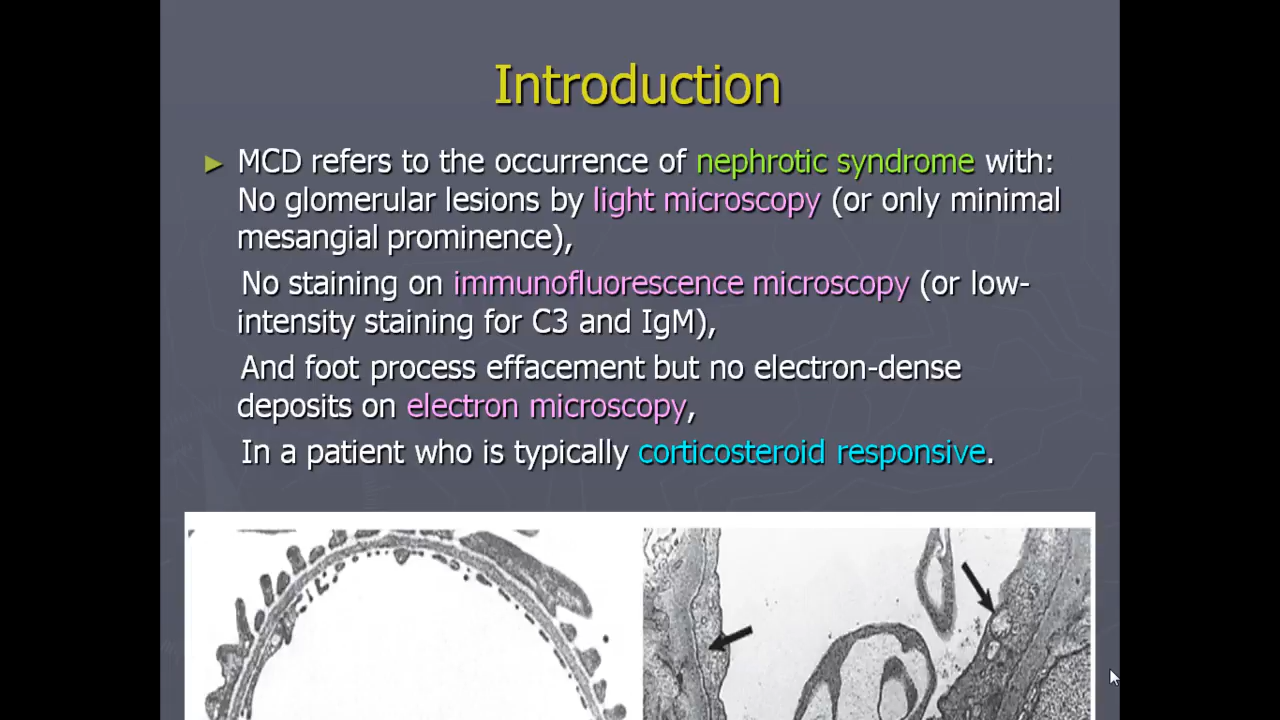 Introduction
► MCD refers to the occurrence of nephrotic syndrome with:
No glomerular lesions by light microscopy (or only minimal
mesangial prominence),
No staining on immunofluorescence microscopy (or low-
intensity staining for C3 and IgM),
And foot process effacement but no electron-dense
deposits on electron microscopy,
In a patient who is typically corticosteroid responsive.